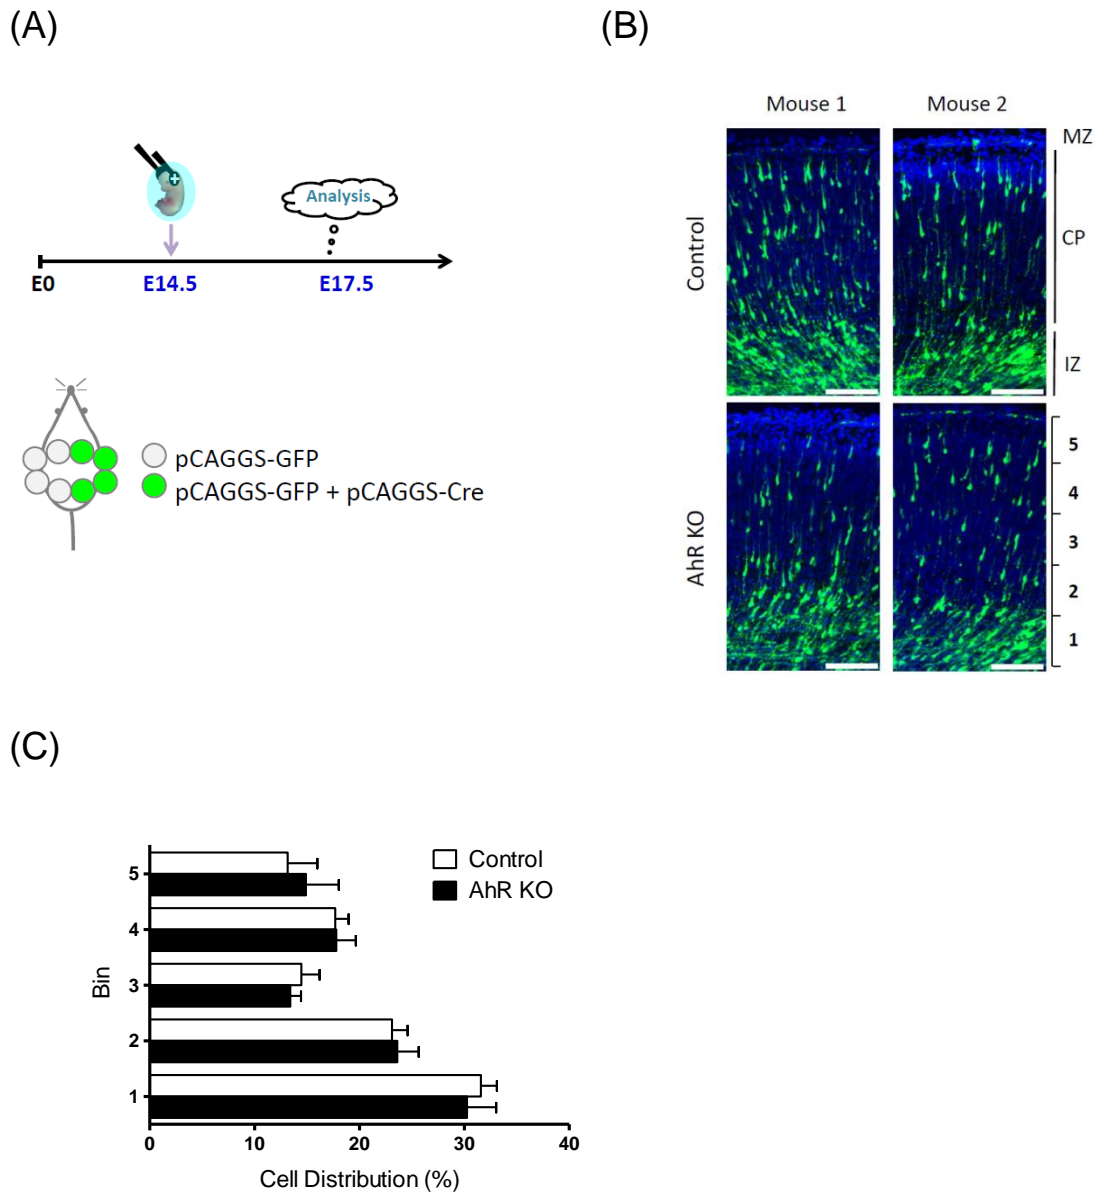 (A)
Analysis
E0
E14.5
E17.5
pCAGGS-GFP
pCAGGS-GFP + pCAGGS-Cre
(B)
Mouse 1
Mouse 2
Control
MZ
CP
IZ
AhR KO
5
4
3
2
1
(C)
Control
AhR KO
Bin
5
4
3
2
1
0
10
20
30
40
Cell Distribution (%)